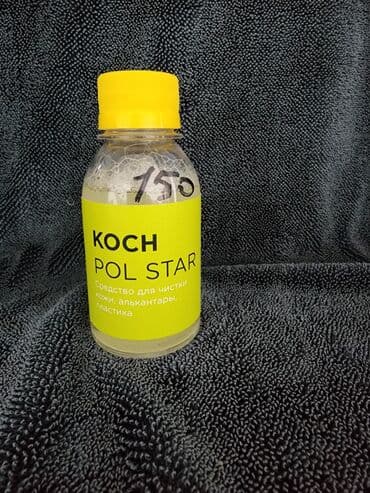 150
KOCH
POL STAR
Средство для чистки
кожи, алькантары,
пластика